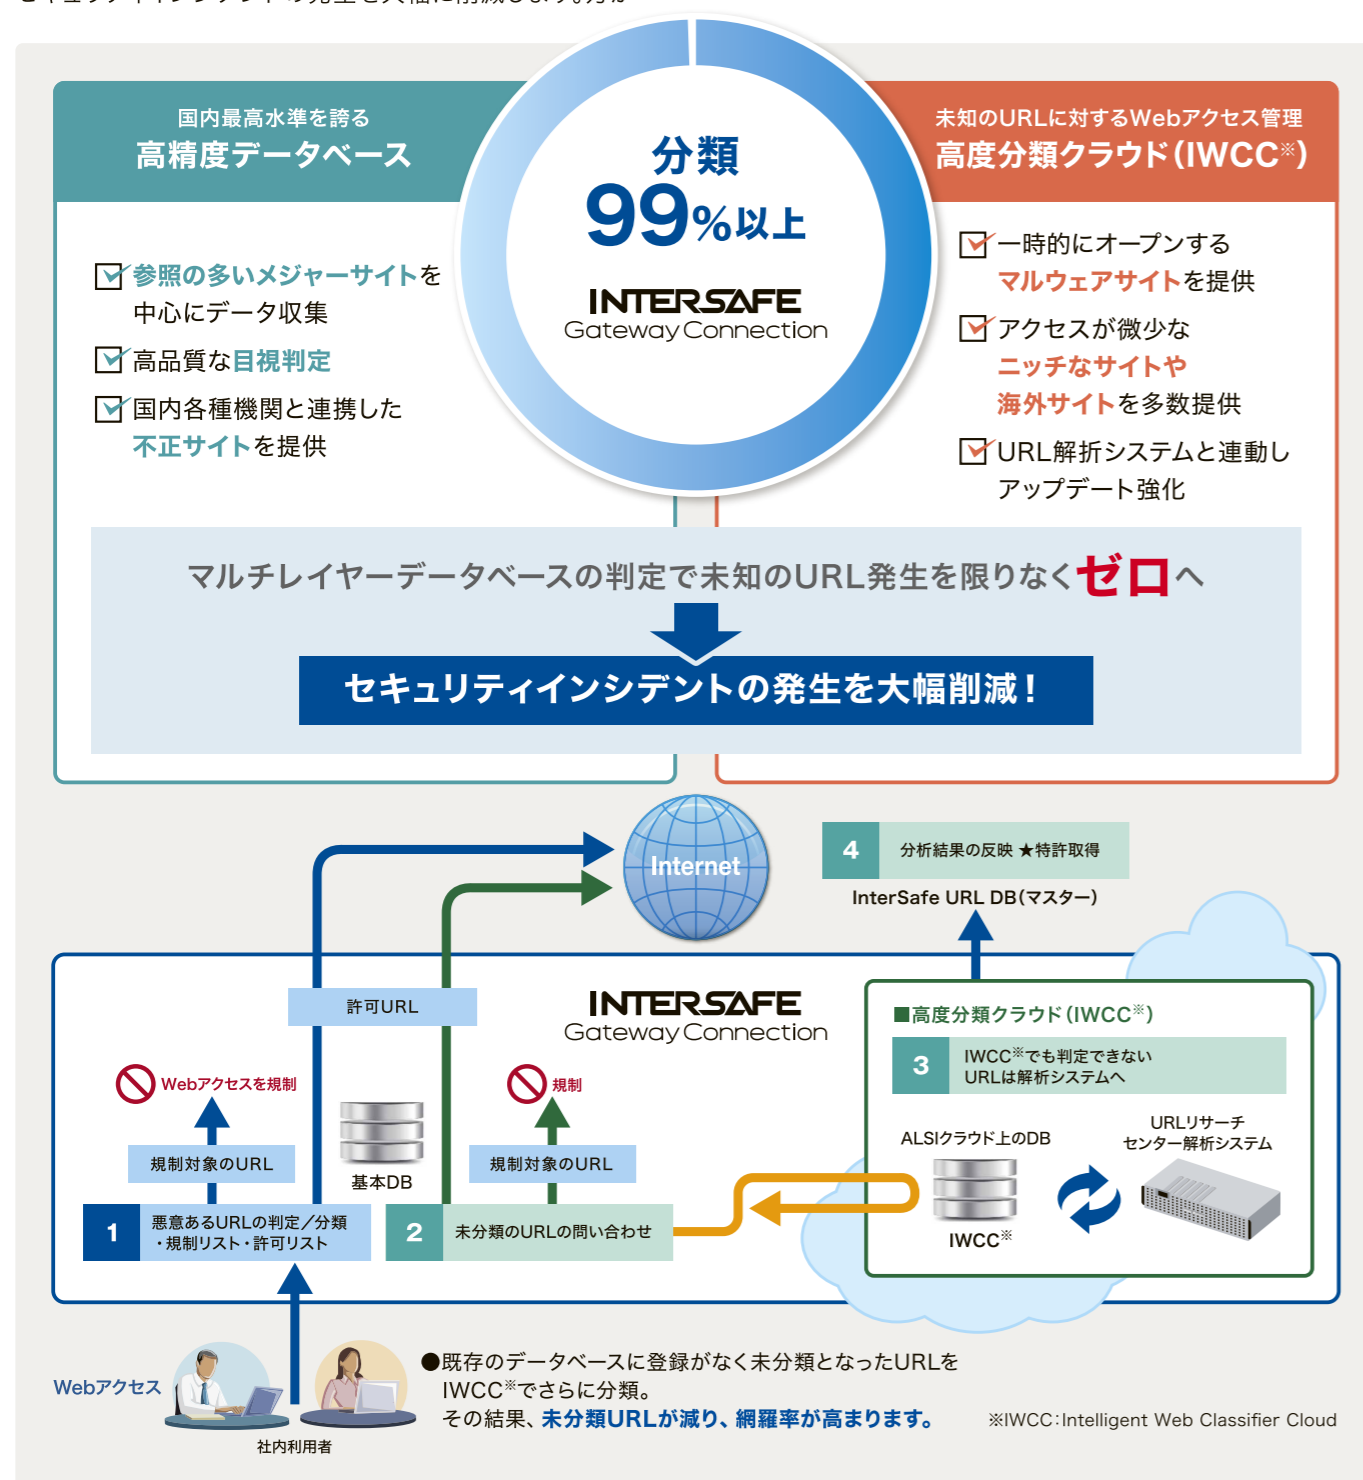 国内最高水準を誇る
高精度データベース
分類
99%以上
INTERSAFE
Gateway Connection
未知のURLに対するWebアクセス管理
高度分類クラウド(IWCC※)
参照の多いメジャーサイトを
中心にデータ収集
高品質な目視判定
国内各種機関と連携した
不正サイトを提供
一時的にオープンする
マルウェアサイトを提供
アクセスが微少な
ニッチなサイトや
海外サイトを多数提供
URL解折システムと連動し
アップデート強化
マルチレイヤーデータベースの判定で未知のURL発生を限りなくゼロへ
セキュリティインシデントの発生を大幅削減!
Internet
4 分析結果の反映 ★特許取得
InterSafe URL DB(マスター)
許可URL
INTERSAFE
Gateway Connection
■高度分類クラウド(IWCC※)
3 IWCC※でも判定できない
URLは解析システムへ
Webアクセスを規制
規制
規制対象のURL
基本DB
規制対象のURL
ALSIクラウド上のDB
URLリサーチ
センター解析システム
IWCC※
1 悪意あるURLの判定/分類
・規制リスト・許可リスト
2 未分類のURLの問い合わせ
Webアクセス
社内利用者
●既存のデータベースに登録がなく未分類となったURLを
IWCC※でさらに分類。
その結果、未分類URLが減り、網羅率が高まります。
※IWCC:Intelligent Web Classifier Cloud